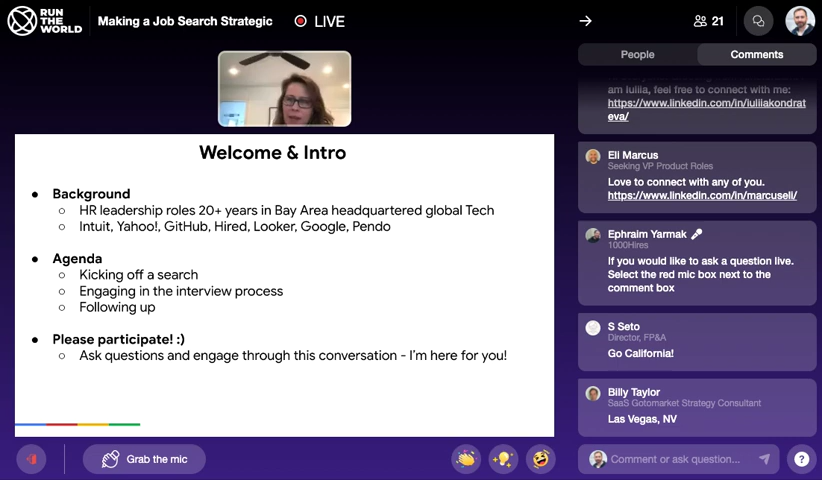 RUN
THE
WORLD
Making a Job Search Strategic
LIVE
21
People
Comments
Welcome & Intro
● Background
○ HR leadership roles 20+ years in Bay Area headquartered global Tech
○ Intuit, Yahoo!, GitHub, Hired, Looker, Google, Pendo
● Agenda
○ Kicking off a search
○ Engaging in the interview process
○ Following up
● Please participate! :)
○ Ask questions and engage through this conversation - I'm here for you!
Grab the mic
am Iuliia, feel free to connect with me:
https://www.linkedin.com/in/iuliiakondrat
eva/
Eli Marcus
Seeking VP Product Roles
Love to connect with any of you.
https://www.linkedin.com/in/marcuseli/
Ephraim Yarmak
1000Hires
If you would like to ask a question live.
Select the red mic box next to the
comment box
S Seto
Director, FP&A
Go California!
Billy Taylor
SaaS Gotomarket Strategy Consultant
Las Vegas, NV
Comment or ask question...
?